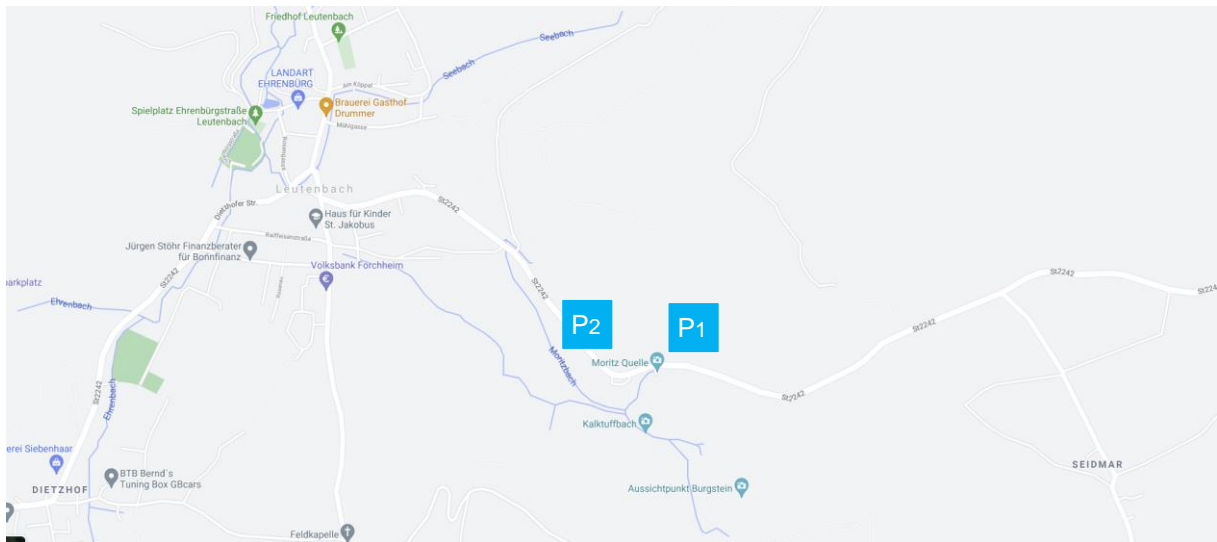 Friedhof Leutenbach
Seebach
LANDART
EHRENBÜRG
Seebach
Am Klippel
Brauerei Gasthof
Drummer
Spielplatz Ehrenbürgstraße
Leutenbach
Mühlgasse
Leutenbach
St2242
Dietzhofer Str.
Haus für Kinder
St. Jakobus
Raiffeisenstraße
Jürgen Stöhr Finanzberater
für Bonnfinanz
Volksbank Forchheim
St2242
arkplatz
St2242
St2242
St224
Ehrenbach
P2
P1
St2242
Moritz Quelle
Moritzbach
St2242
Ehrenbach
St2242
Kalktuffbach
erei Siebenhaar
SEIDMAR
BTB Bernd´s
Tuning Box GBcars
DIETZHOF
Aussichtpunkt Burgstein
Feldkapelle